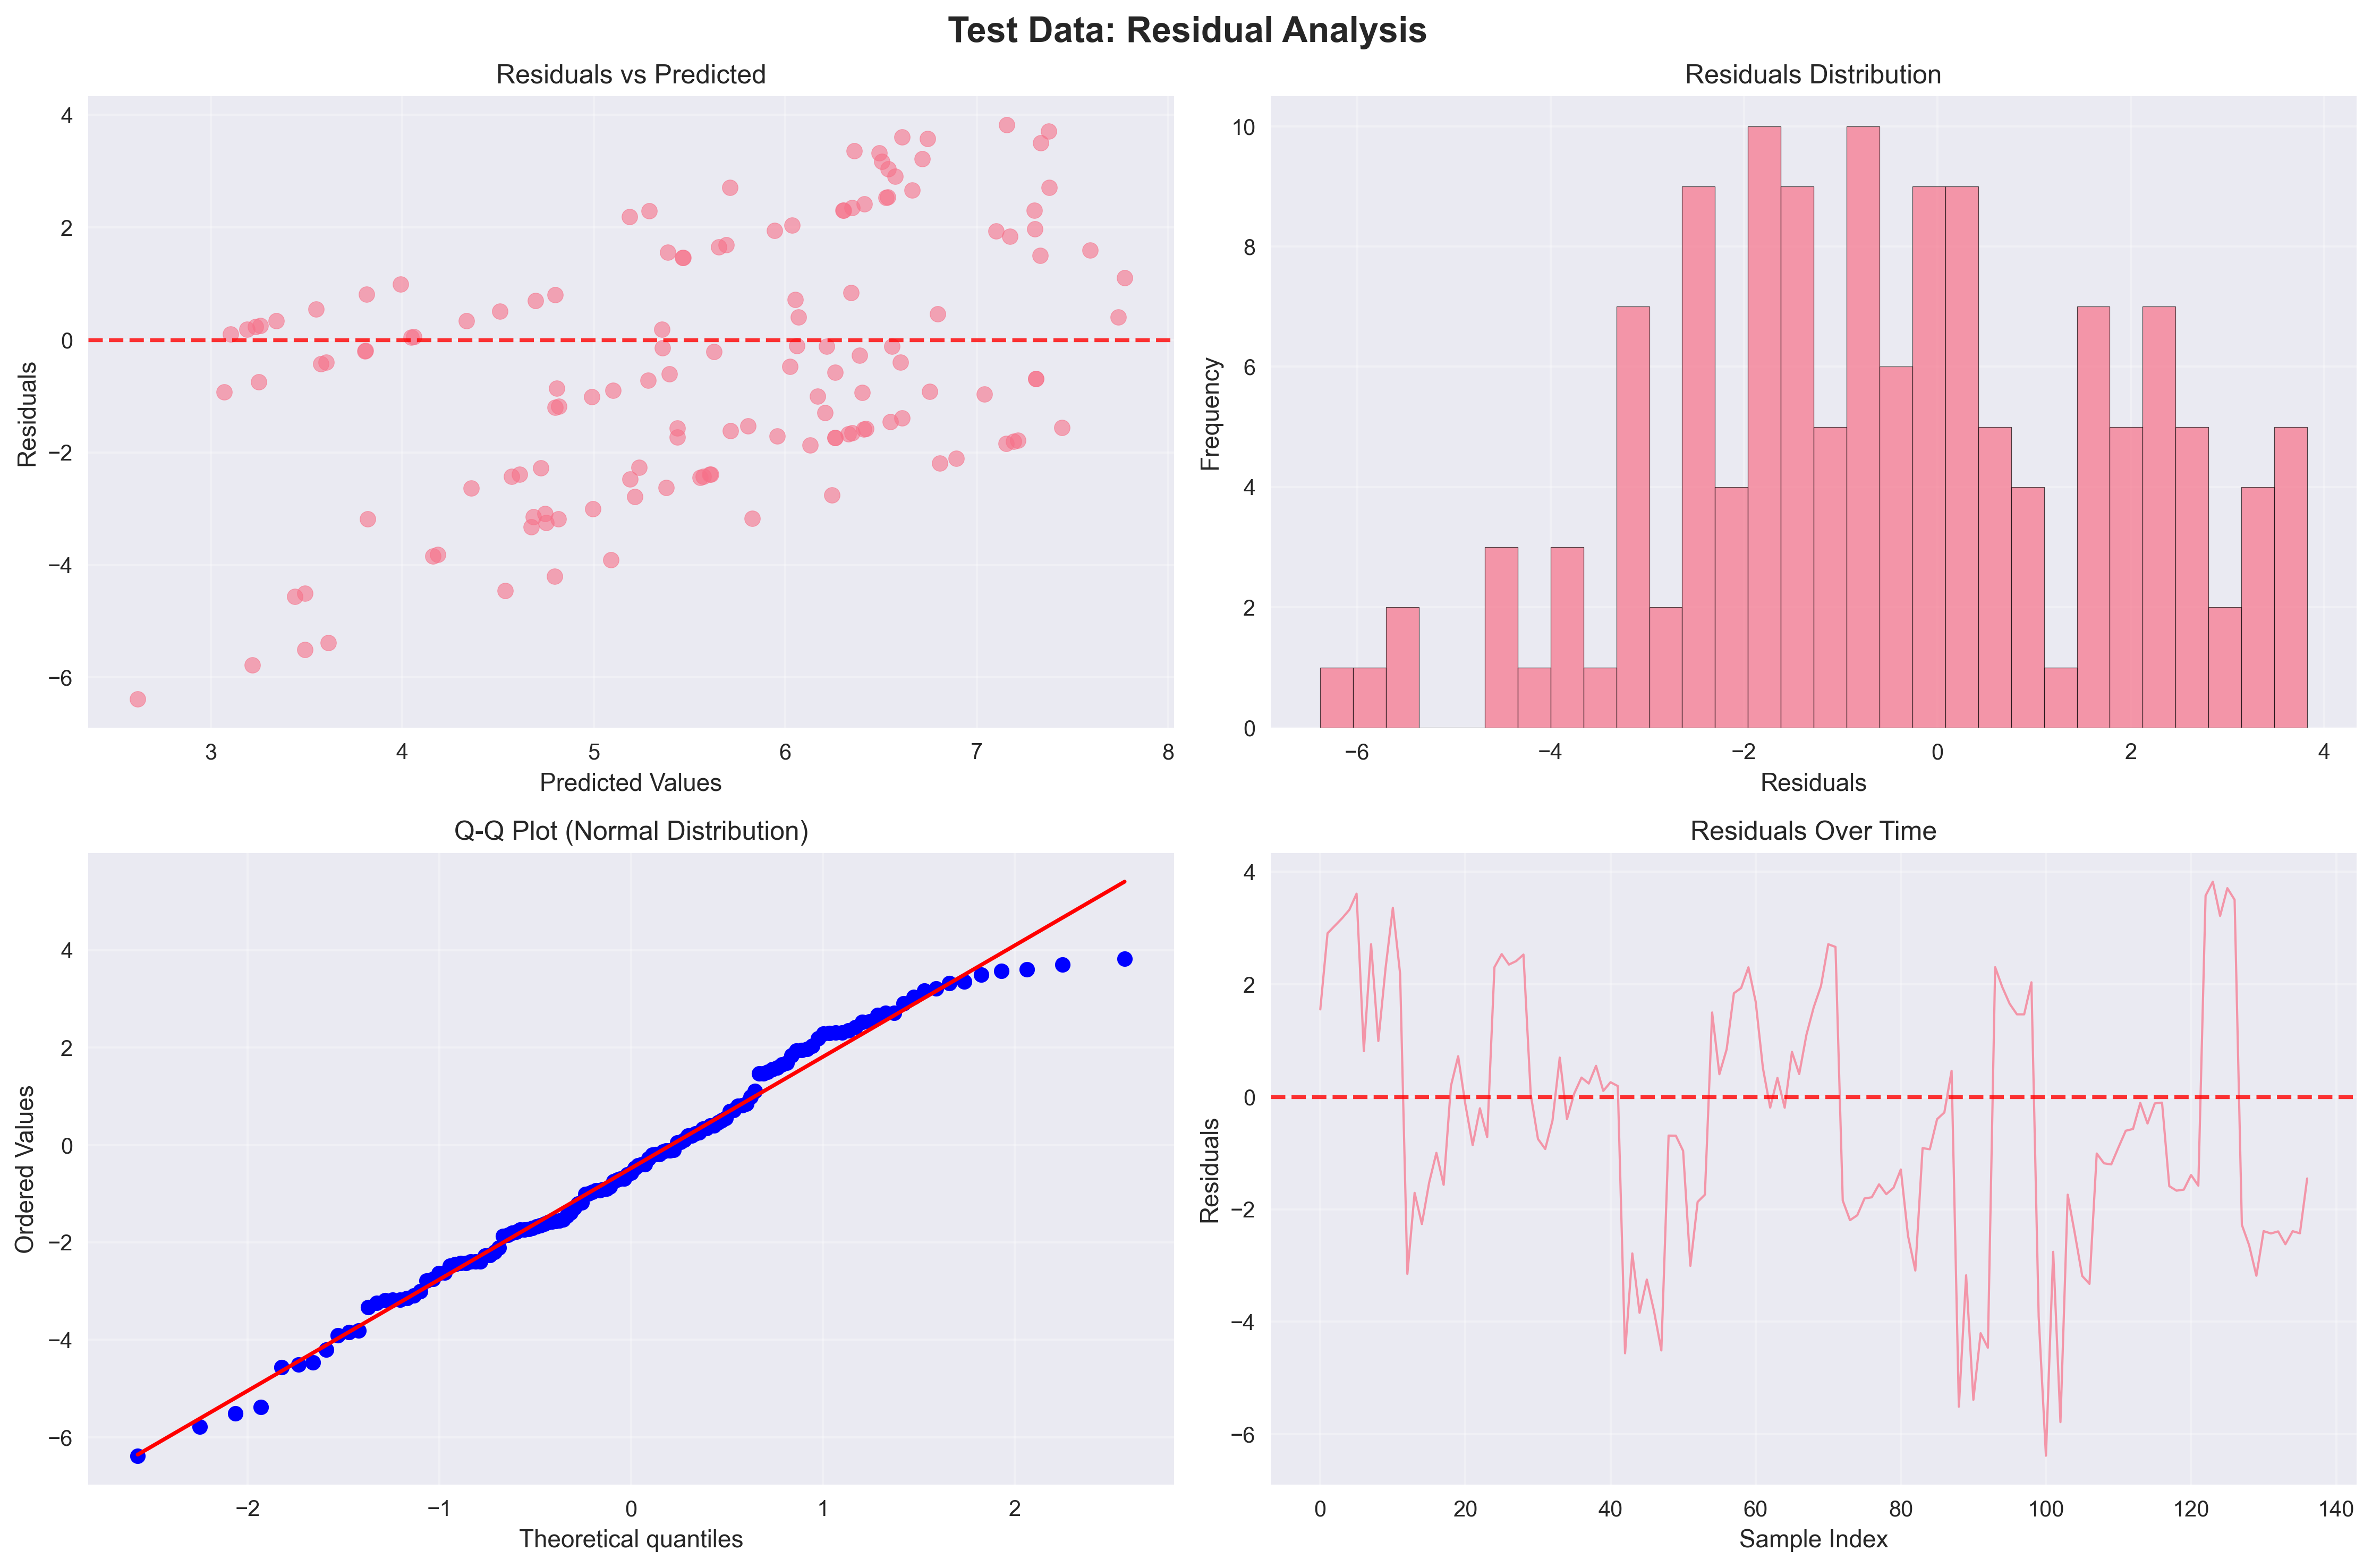 Test Data: Residual Analysis
Residuals vs Predicted
Residuals
4
2
0
−2
−4
−6
3 4 5 6 7 8
Predicted Values
Residuals Distribution
Frequency
10
8
6
4
2
0
−6 −4 −2 0 2 4
Residuals
Q-Q Plot (Normal Distribution)
Ordered Values
4
2
0
−2
−4
−6
−2 −1 0 1 2
Theoretical quantiles
Residuals Over Time
Residuals
4
2
0
−2
−4
−6
0 20 40 60 80 100 120 140
Sample Index